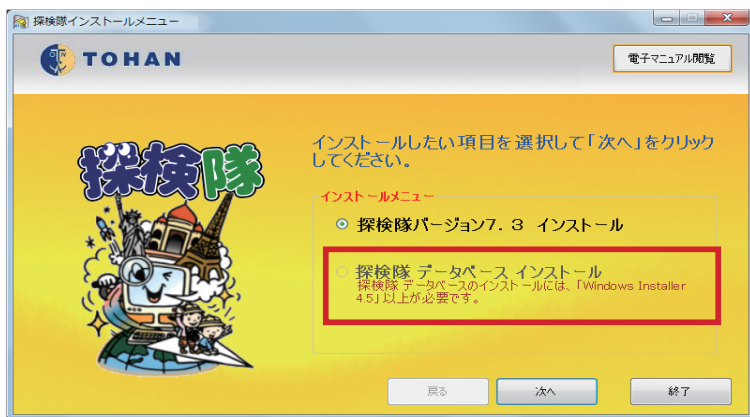 探検隊インストールメニュー
TOHAN
電子マニュアル閲覧
探検隊
インストールしたい項目を選択して「次へ」をクリック
してください。
インストールメニュー
探検隊バージョン7．3 インストール
探検隊 データベース インストール
探検隊 データベースのインストールには、「Windows Installer
4.5」以上が必要です。
戻る
次へ
終了